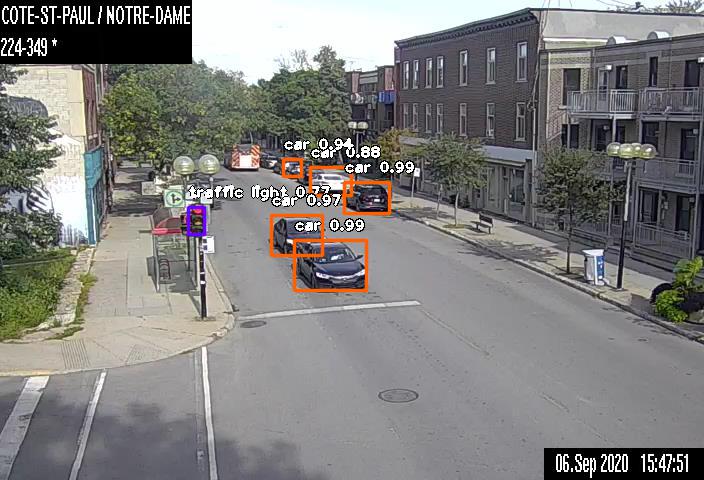 COTE-ST-PAUL / NOTRE-DAME
224-349 *
car 0.94
car 0.88
car 0.99
traffic light 0.77
car 0.97
car 0.99
06.Sep 2020 15:47:51